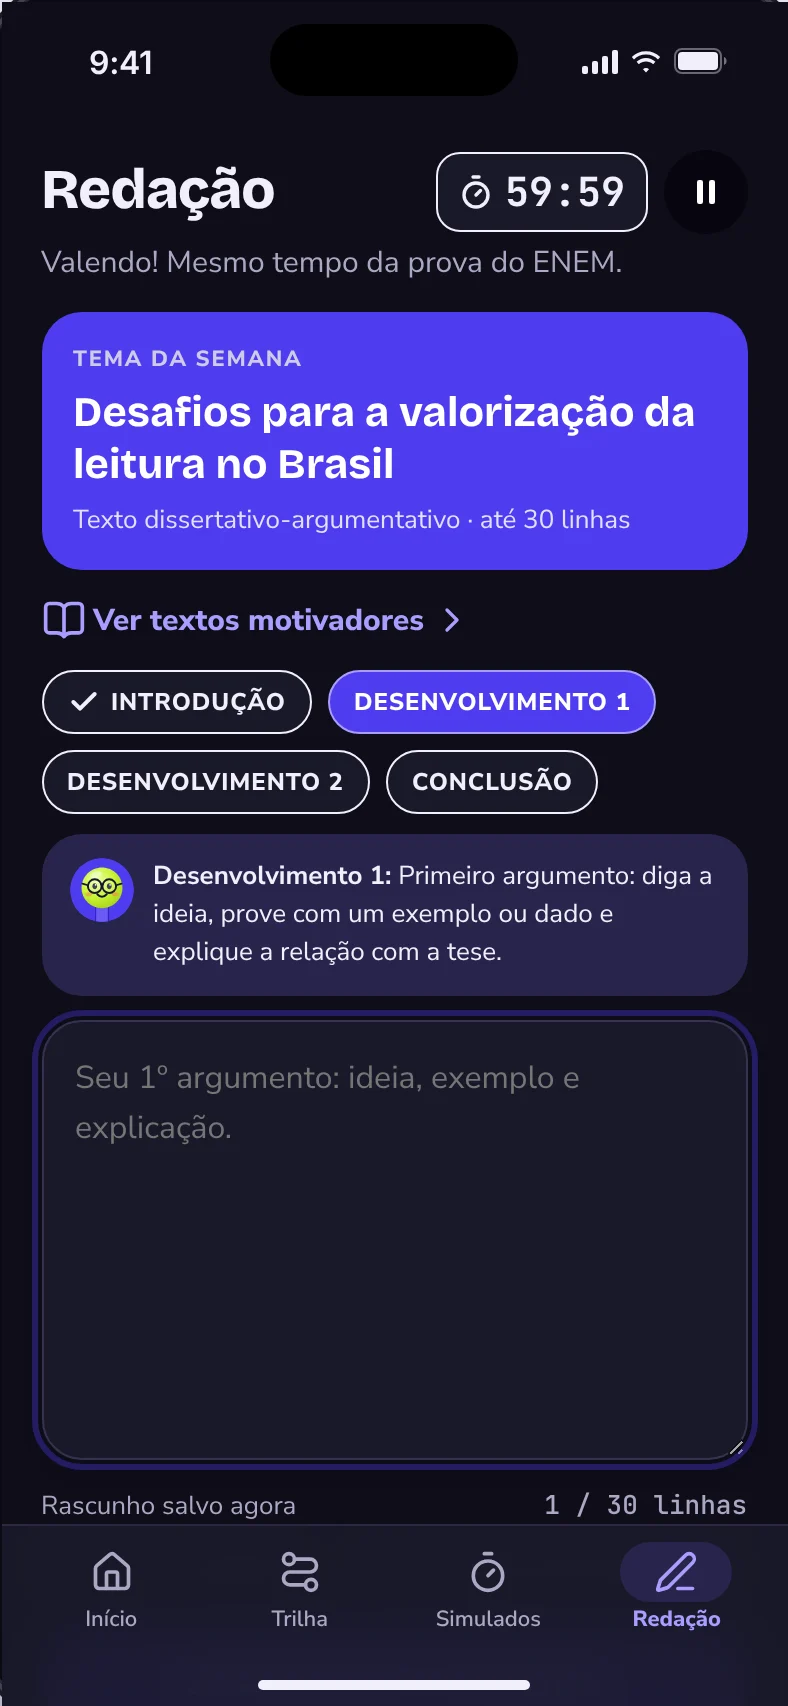 9:41
Redação
59:59
Valendo! Mesmo tempo da prova do ENEM.
TEMA DA SEMANA
Desafios para a valorização da
leitura no Brasil
Texto dissertativo-argumentativo · até 30 linhas
Ver textos motivadores
INTRODUÇÃO
DESENVOLVIMENTO 1
DESENVOLVIMENTO 2
CONCLUSÃO
Desenvolvimento 1: Primeiro argumento: diga a
ideia, prove com um exemplo ou dado e
explique a relação com a tese.
Seu 1º argumento: ideia, exemplo e
explicação.
Rascunho salvo agora
1 / 30 linhas
Início
Trilha
Simulados
Redação